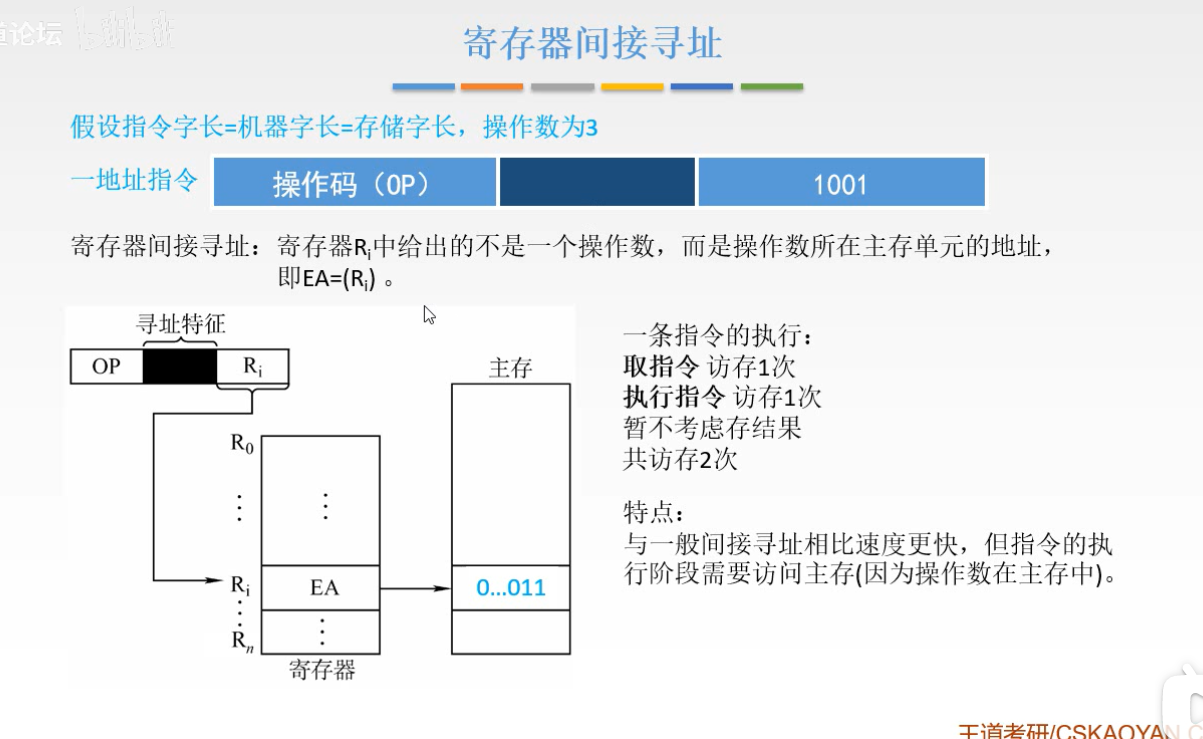 道论坛
寄存器间接寻址
假设指令字长=机器字长=存储字长，操作数为3
一地址指令 操作码（OP） 1001
寄存器间接寻址：寄存器Ri中给出的不是一个操作数，而是操作数所在主存单元的地址，
即EA=(Ri) 。
寻址特征
OP Ri
主存
R0
⋮ ⋮
Ri EA 0...011
⋮
Rn ⋮
寄存器
一条指令的执行：
取指令 访存1次
执行指令 访存1次
暂不考虑存结果
共访存2次
特点：
与一般间接寻址相比速度更快，但指令的执
行阶段需要访问主存(因为操作数在主存中)。
王道考研/CSKAOYAN.C